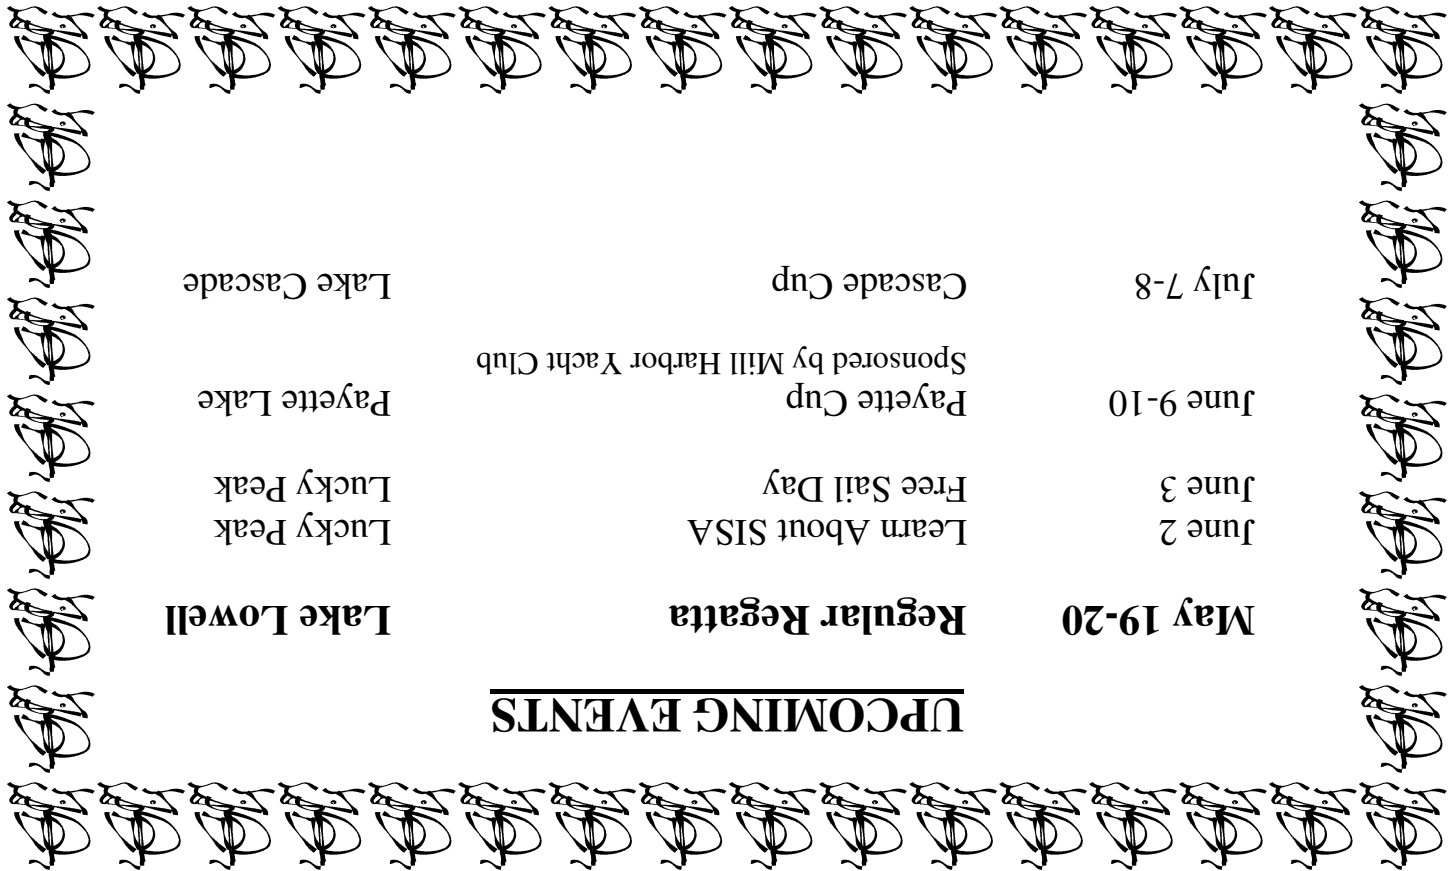 UPCOMING EVENTS
May 19-20 Regular Regatta Lake Lowell
June 2 Learn About SISA Lucky Peak
June 3 Free Sail Day Lucky Peak
June 9-10 Payette Cup Payette Lake
Sponsored by Mill Harbor Yacht Club
July 7-8 Cascade Cup Lake Cascade